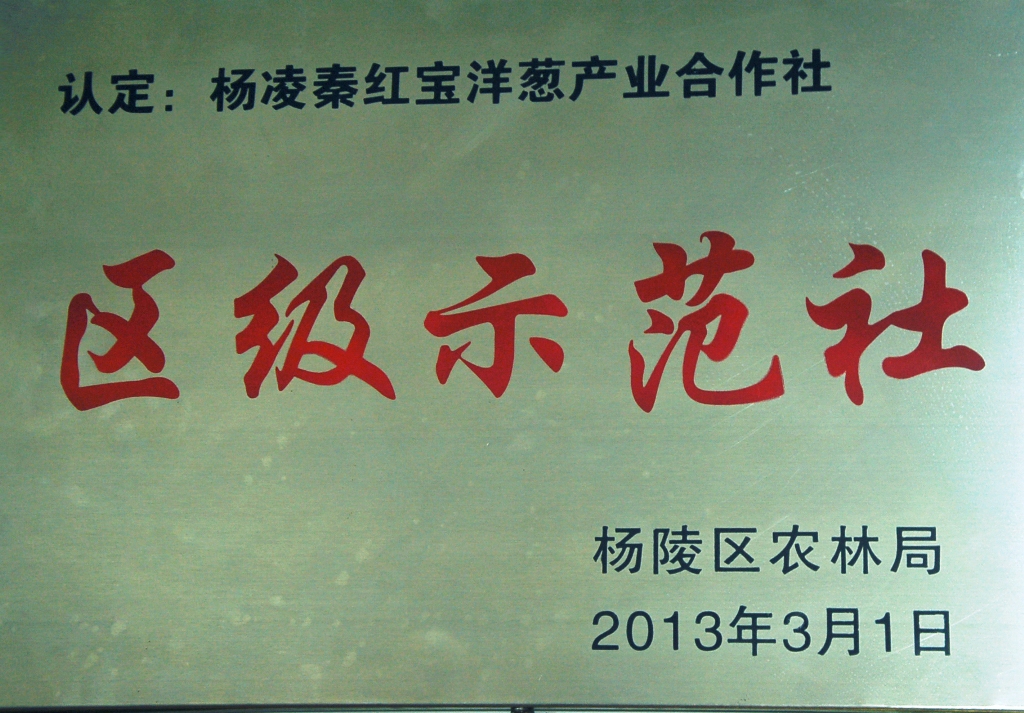 认定：杨凌秦红宝洋葱产业合作社
区级示范社
杨陵区农林局
2013年3月1日